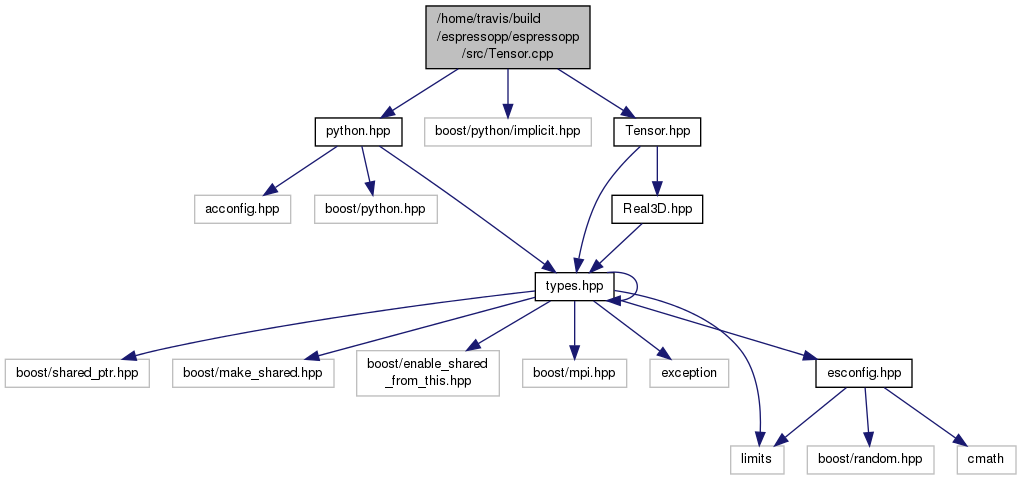 /home/travis/build
/espressopp/espressopp
/src/Tensor.cpp
python.hpp
boost/python/implicit.hpp
Tensor.hpp
acconfig.hpp
boost/python.hpp
Real3D.hpp
types.hpp
boost/shared_ptr.hpp
boost/make_shared.hpp
boost/enable_shared
_from_this.hpp
boost/mpi.hpp
exception
esconfig.hpp
limits
boost/random.hpp
cmath